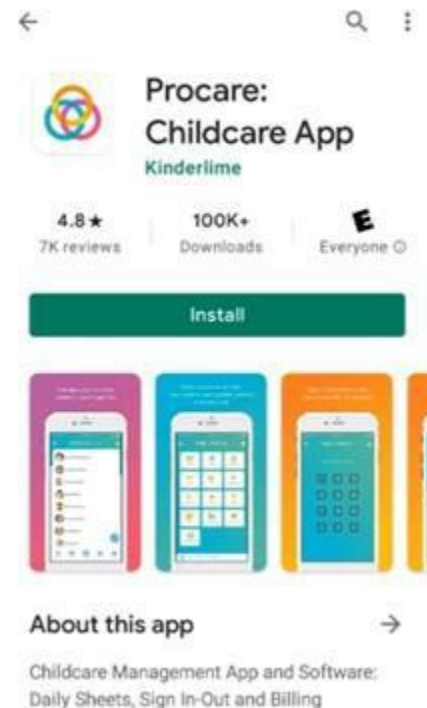 Procare:
Childcare App
Kinderlime
4.8★
7K reviews
100K+
Downloads
E
Everyone
Install
About this app
Childcare Management App and Software:
Daily Sheets, Sign In-Out and Billing